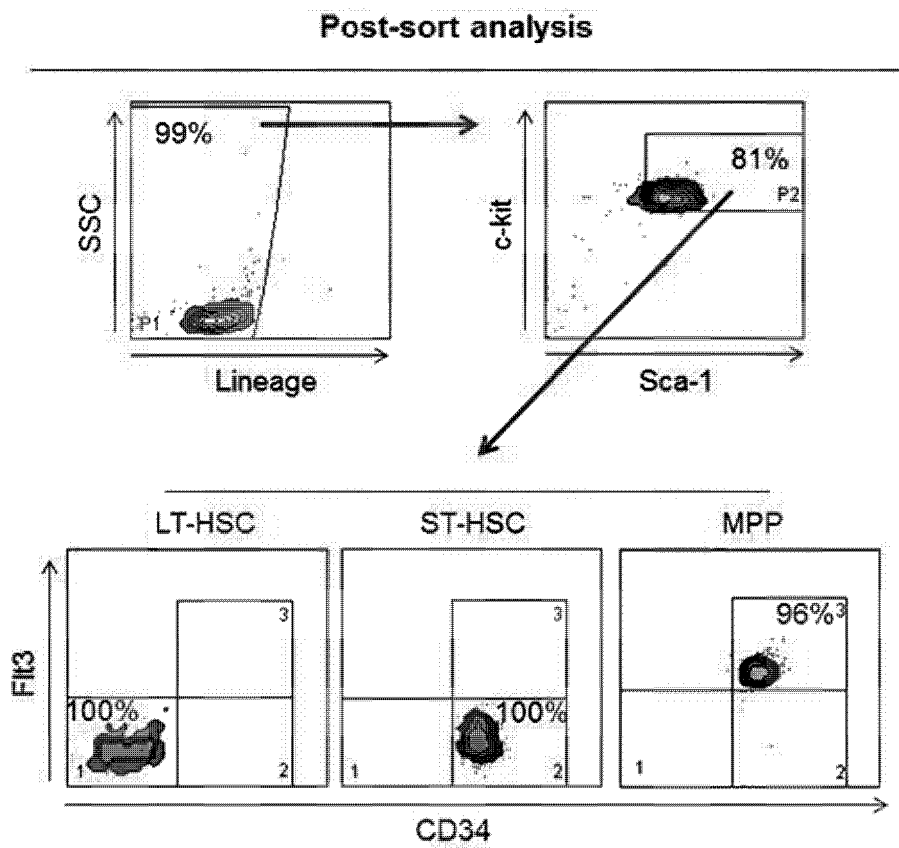 Post-sort analysis
99%
SSC
P1
Lineage
81%
P2
c-kit
Sca-1
LT-HSC
ST-HSC
MPP
Flt3
3
100%
1
2
3
100%
1
2
96%
3
1
2
CD34